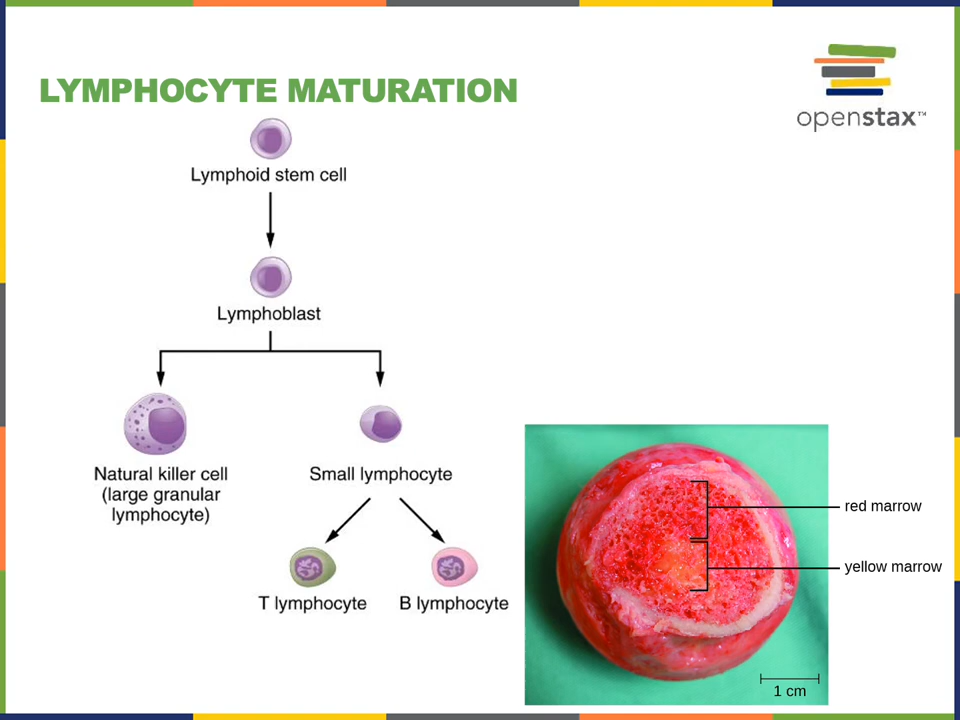 LYMPHOCYTE MATURATION
openstax™
Lymphoid stem cell
Lymphoblast
Natural killer cell
(large granular
lymphocyte)
Small lymphocyte
T lymphocyte
B lymphocyte
red marrow
yellow marrow
1 cm